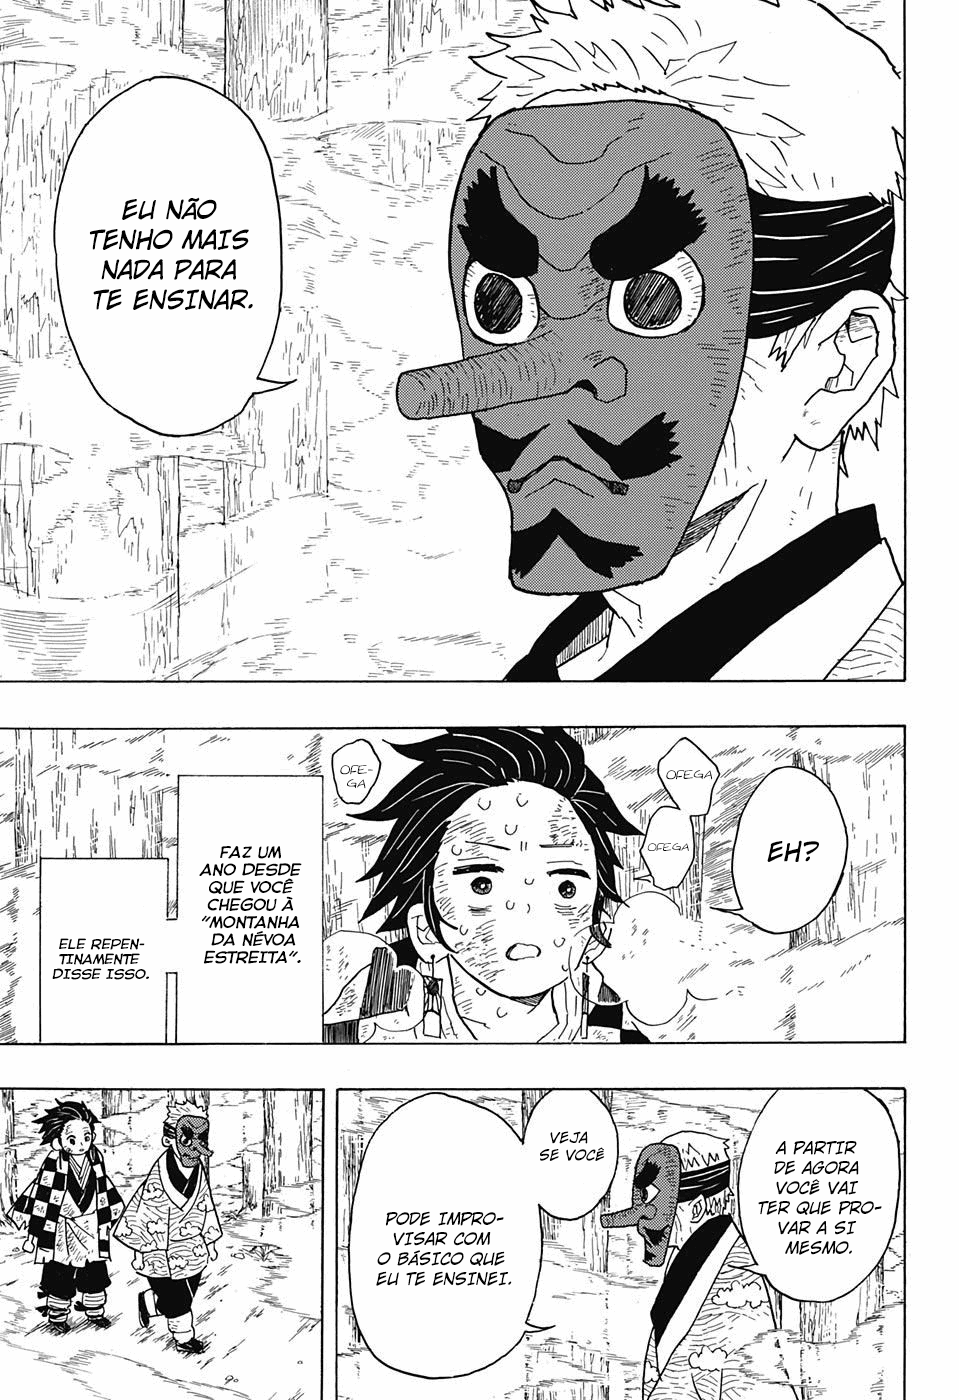 EU NÃO
TENHO MAIS
NADA PARA
TE ENSINAR.
EH?
OFEGA
OFEGA
OFE-
GA
FAZ UM
ANO DESDE
QUE VOCÊ
CHEGOU À
"MONTANHA
DA NÉVOA
ESTREITA".
ELE REPEN-
TINAMENTE
DISSE ISSO.
A PARTIR
DE AGORA
VOCÊ VAI
TER QUE PRO-
VAR A SI
MESMO.
VEJA
SE VOCÊ
PODE IMPRO-
VISAR COM
O BÁSICO QUE
EU TE ENSINEI.